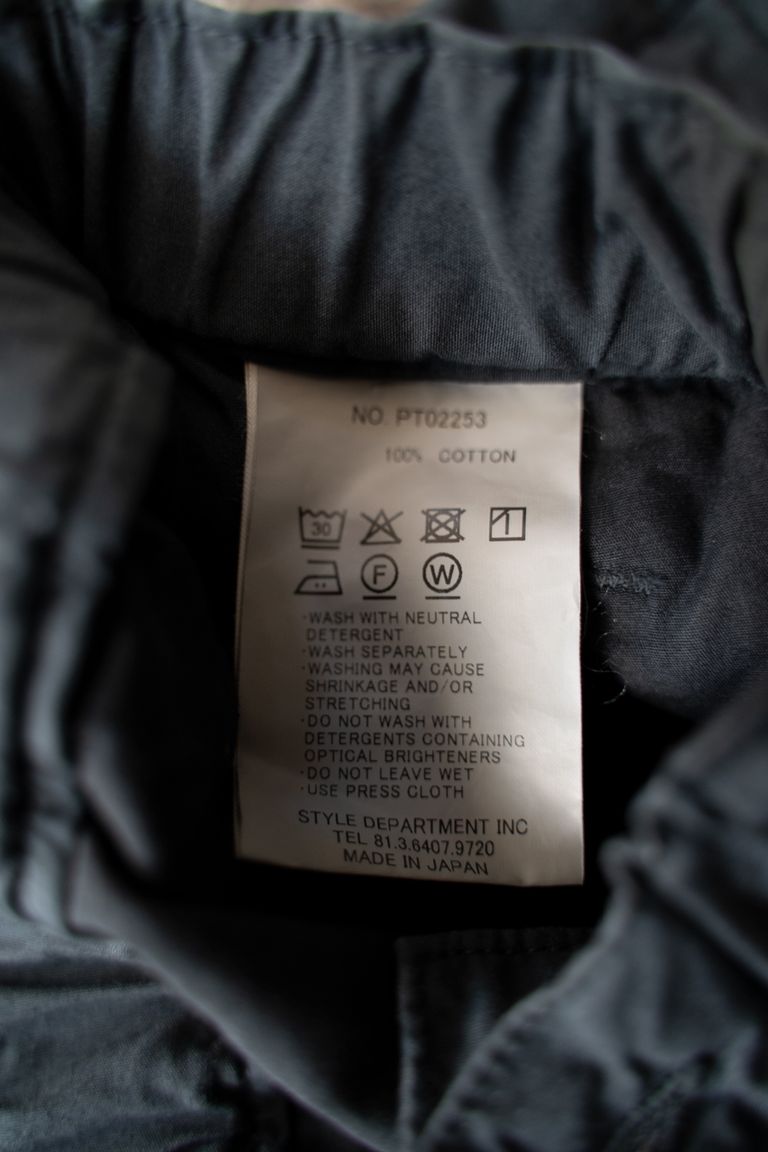 NO. PT02253
100% COTTON
30
F W
·WASH WITH NEUTRAL
DETERGENT
·WASH SEPARATELY
·WASHING MAY CAUSE
SHRINKAGE AND/OR
STRETCHING
·DO NOT WASH WITH
DETERGENTS CONTAINING
OPTICAL BRIGHTENERS
·DO NOT LEAVE WET
·USE PRESS CLOTH
STYLE DEPARTMENT INC
TEL 81.3.6407.9720
MADE IN JAPAN